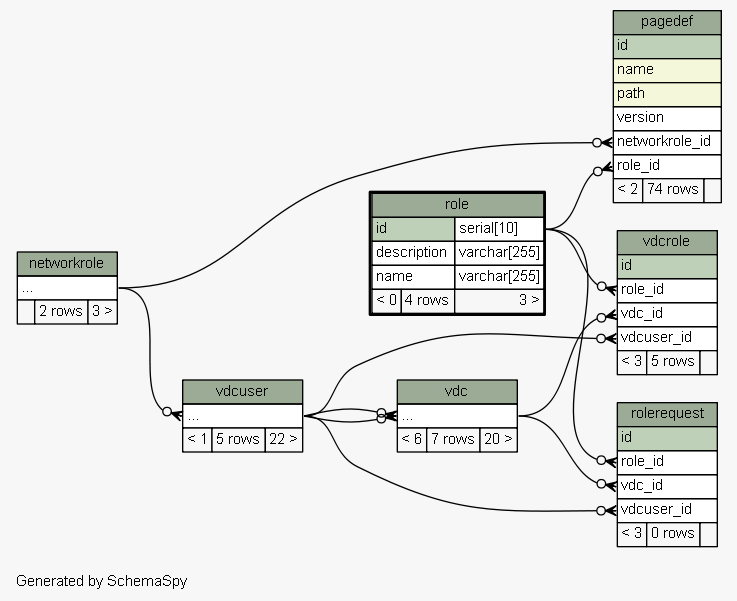 pagedef
id
name
path
version
networkrole_id
role_id
< 2 74 rows
role
id serial[10]
description varchar[255]
name varchar[255]
< 0 4 rows 3 >
vdcrole
id
role_id
vdc_id
vdcuser_id
< 3 5 rows
networkrole
...
2 rows 3 >
vdcuser
...
< 1 5 rows 22 >
vdc
...
< 6 7 rows 20 >
rolerequest
id
role_id
vdc_id
vdcuser_id
< 3 0 rows
Generated by SchemaSpy